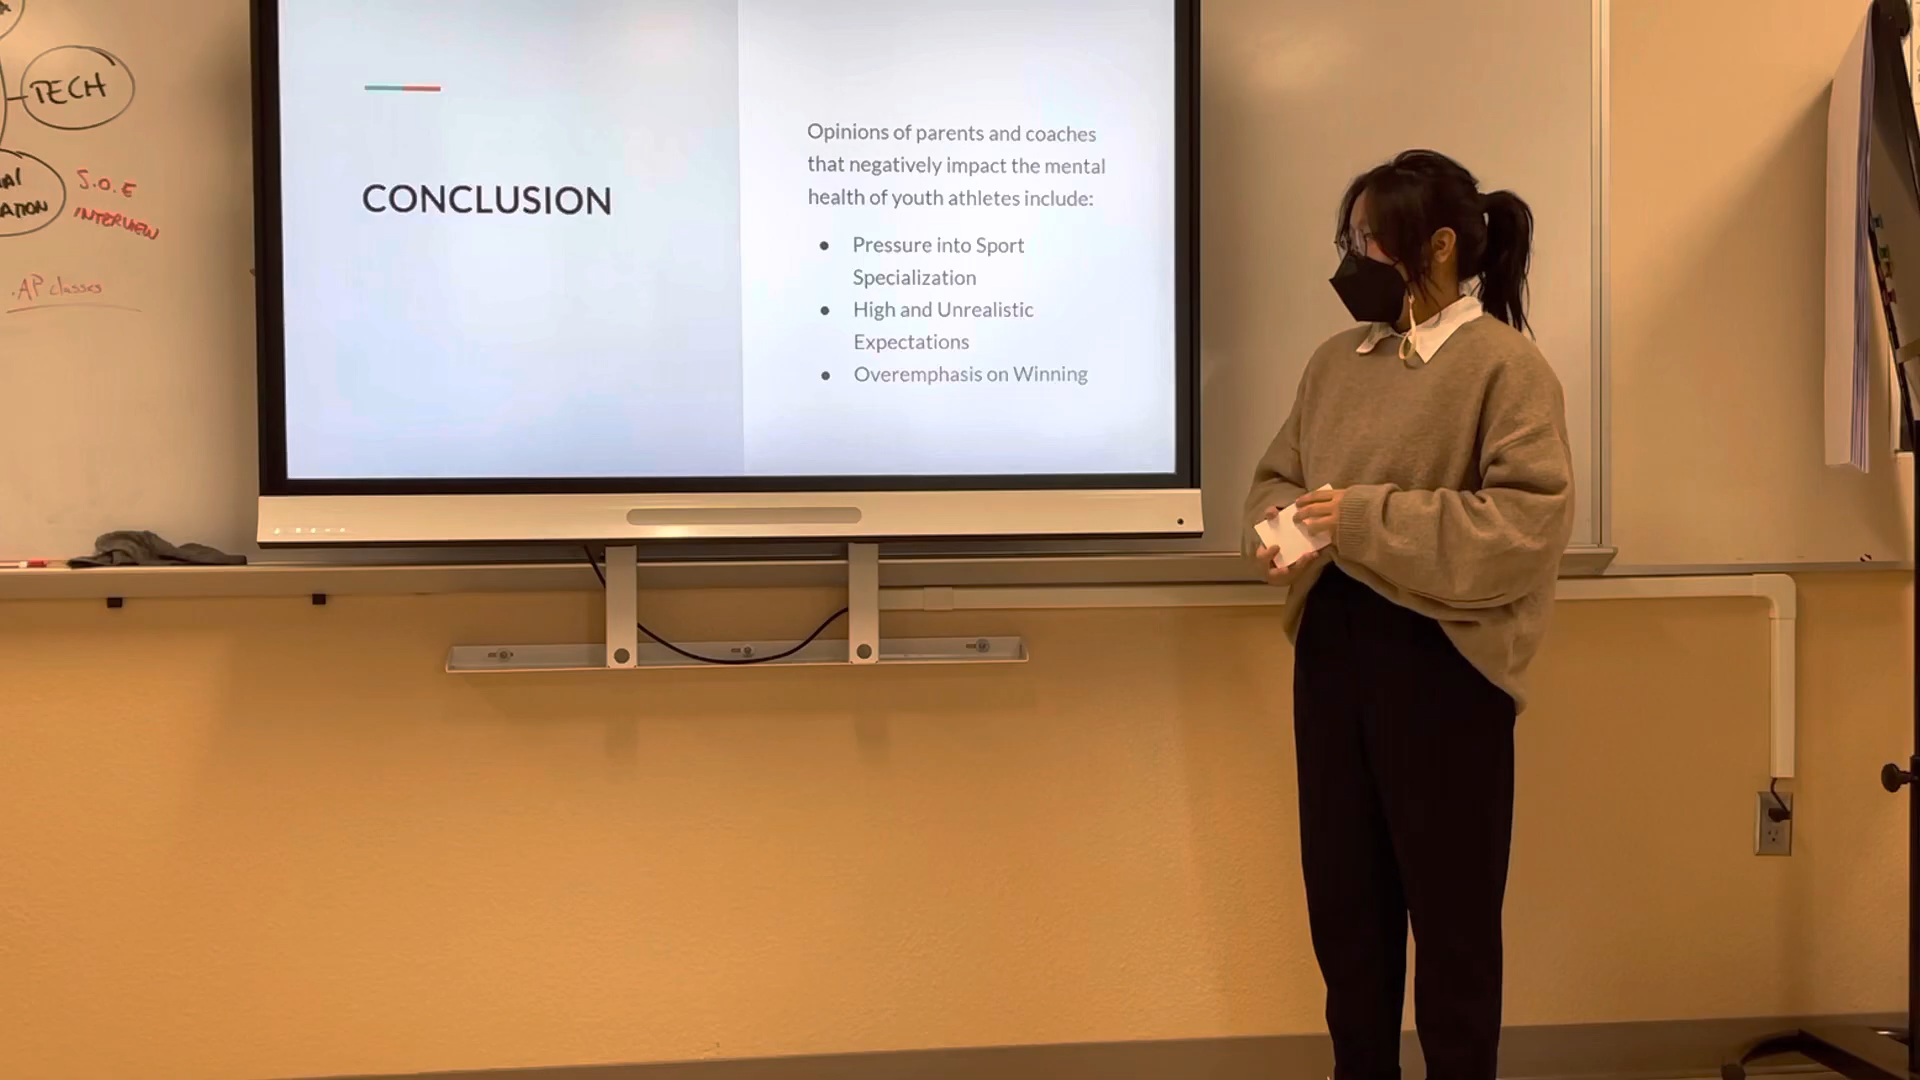 TECH
S.O.E
INTERVIEW
.AP classes
CONCLUSION
Opinions of parents and coaches
that negatively impact the mental
health of youth athletes include:
● Pressure into Sport
Specialization
● High and Unrealistic
Expectations
● Overemphasis on Winning